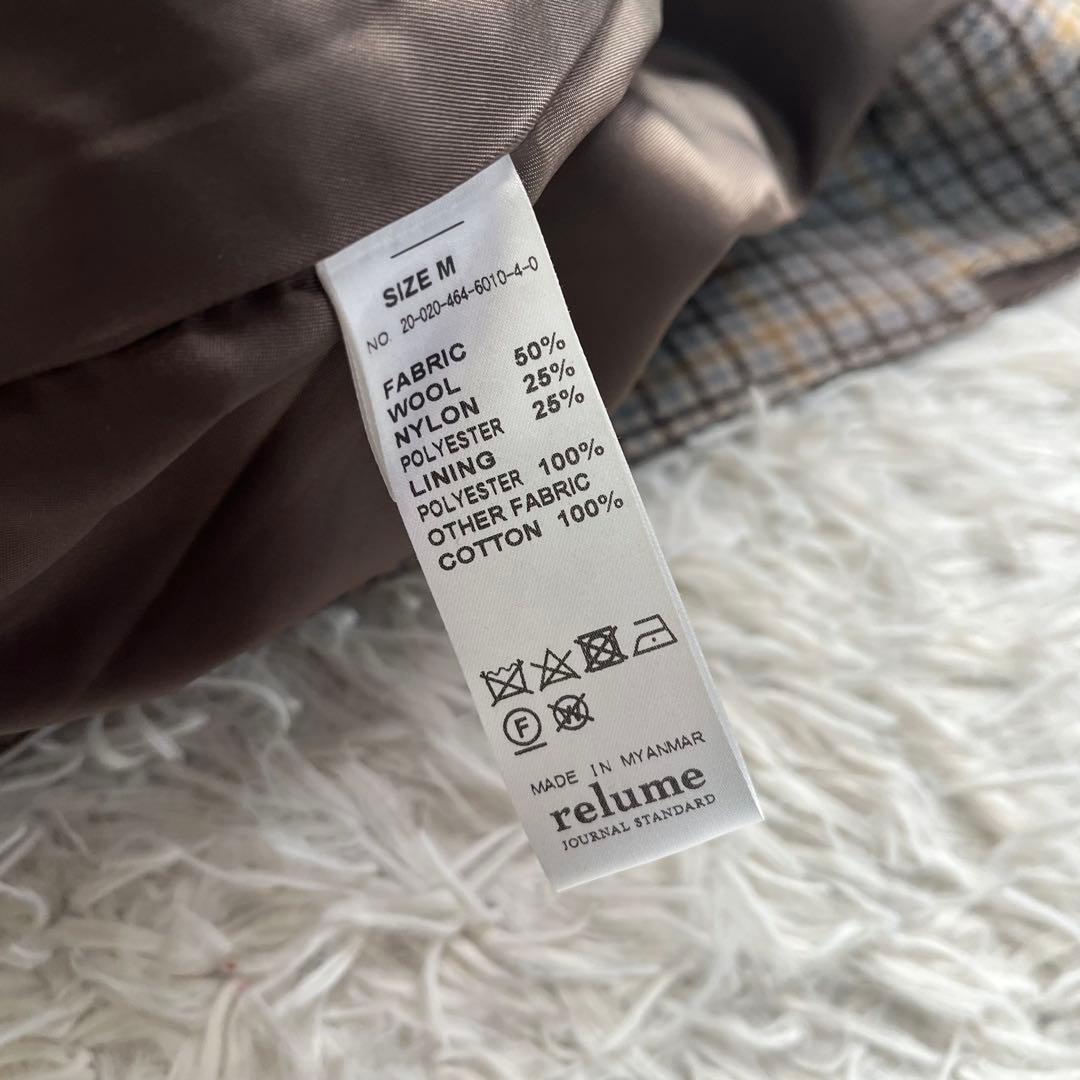 SIZE M
NO. 20-020-464-6010-4-0
FABRIC
WOOL 50%
NYLON 25%
POLYESTER 25%
LINING
POLYESTER 100%
OTHER FABRIC
COTTON 100%
F W
MADE IN MYANMAR
relume
JOURNAL STANDARD